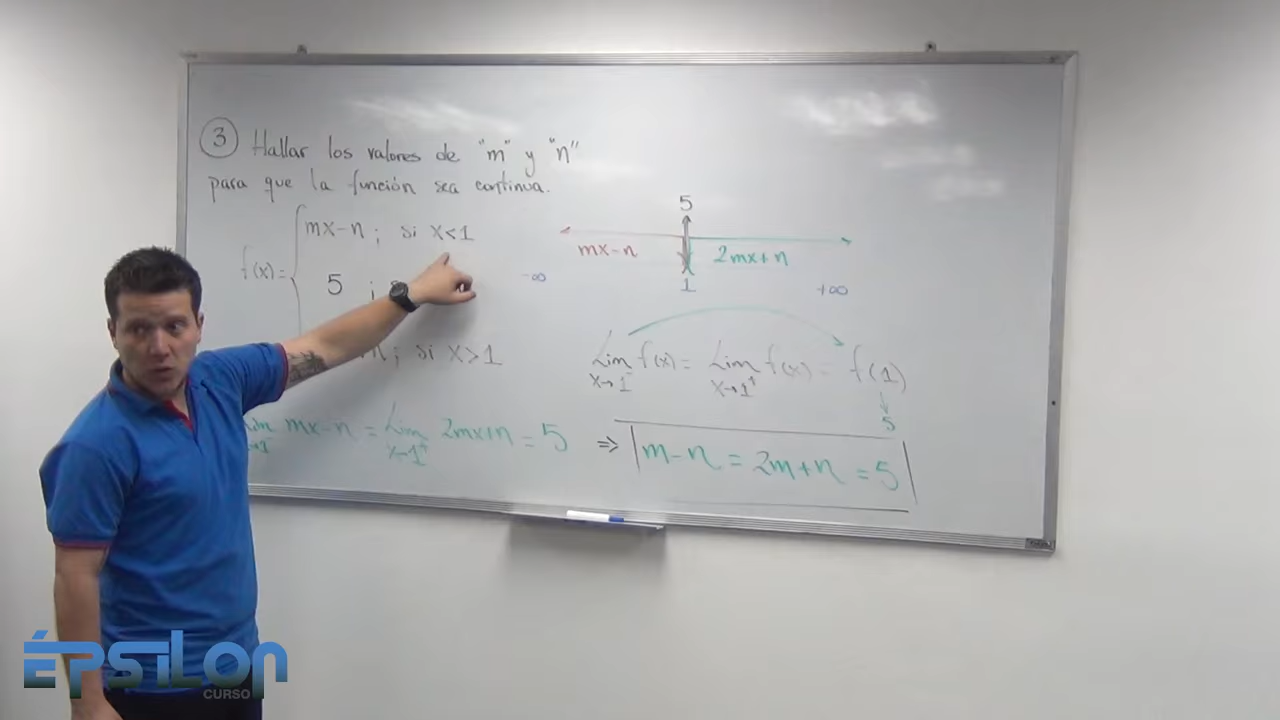 3 Hallar los valores de "m" y "n"
para que la función sea continua.
f(x)= mx-n ; si x<1
5 ;
n ; si x>1
5
mx-n 2mx+n
1
-∞ +∞
Lim x→1⁻ f(x) = Lim x→1⁺ f(x) = f(1)
5
Lim x→1 mx-n = Lim x→1⁺ 2mx+n = 5 ⇒ m-n = 2m+n = 5
ÉPSILON
CURSO